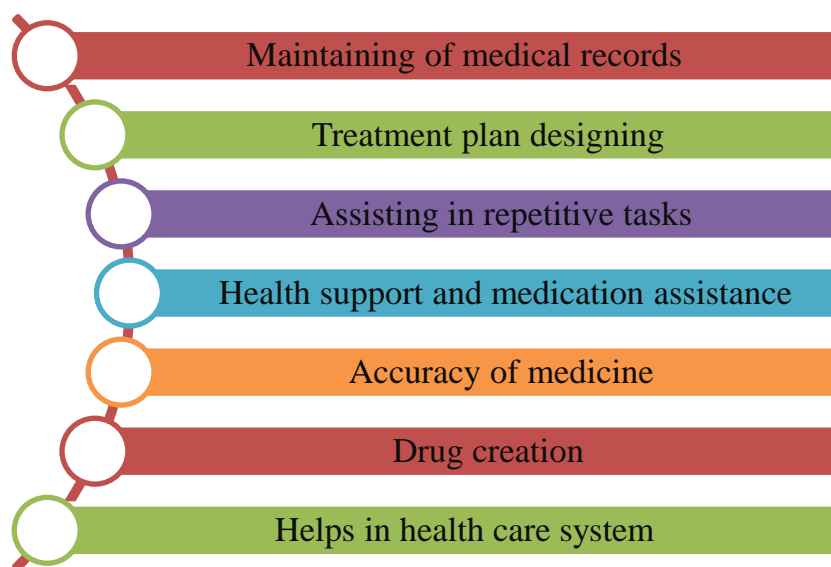 Maintaining of medical records
Treatment plan designing
Assisting in repetitive tasks
Health support and medication assistance
Accuracy of medicine
Drug creation
Helps in health care system